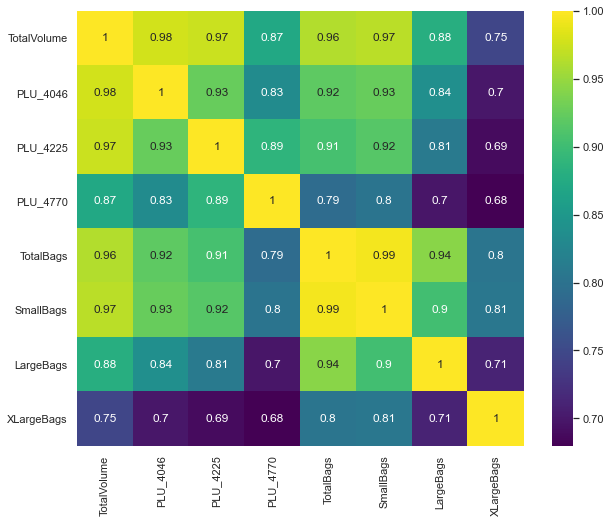 TotalVolume 1 0.98 0.97 0.87 0.96 0.97 0.88 0.75
PLU_4046 0.98 1 0.93 0.83 0.92 0.93 0.84 0.7
PLU_4225 0.97 0.93 1 0.89 0.91 0.92 0.81 0.69
PLU_4770 0.87 0.83 0.89 1 0.79 0.8 0.7 0.68
TotalBags 0.96 0.92 0.91 0.79 1 0.99 0.94 0.8
SmallBags 0.97 0.93 0.92 0.8 0.99 1 0.9 0.81
LargeBags 0.88 0.84 0.81 0.7 0.94 0.9 1 0.71
XLargeBags 0.75 0.7 0.69 0.68 0.8 0.81 0.71 1
TotalVolume
PLU_4046
PLU_4225
PLU_4770
TotalBags
SmallBags
LargeBags
XLargeBags
1.00
0.95
0.90
0.85
0.80
0.75
0.70